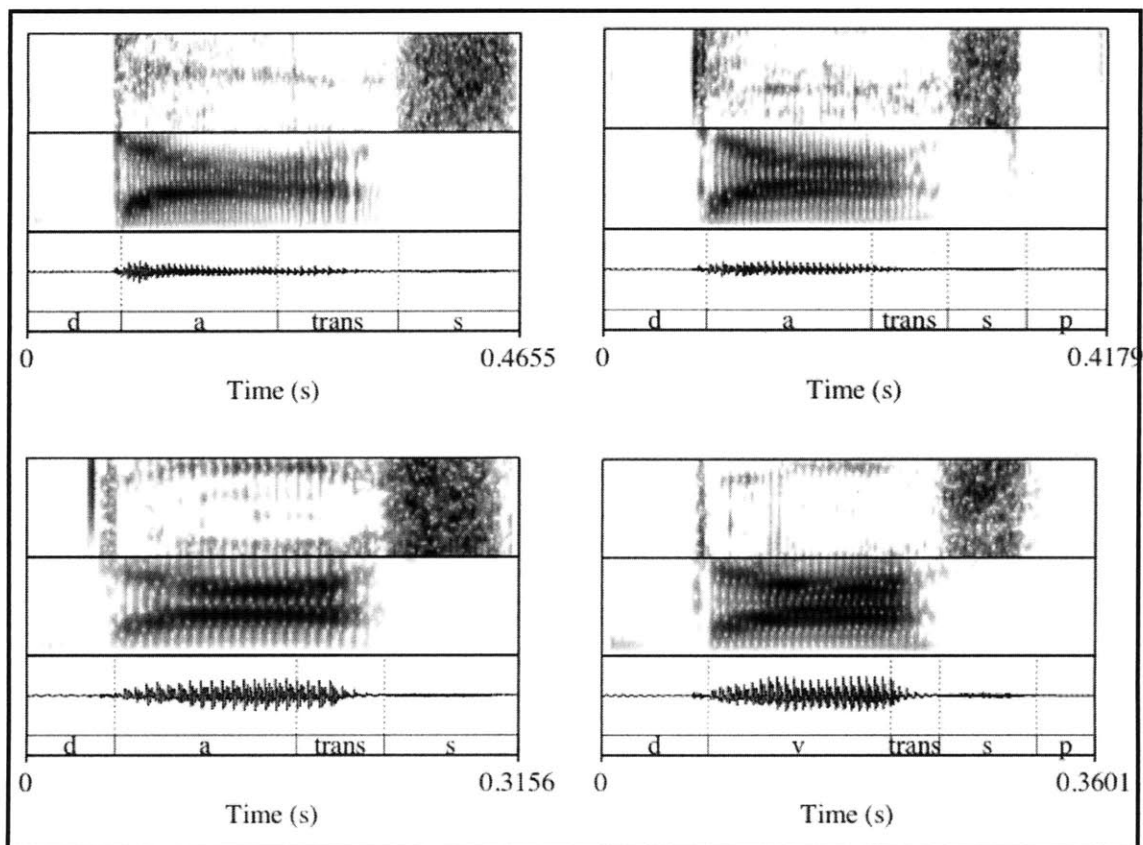 d a trans s
0 0.4655
Time (s)
d a trans s p
0 0.4179
Time (s)
d a trans s
0 0.3156
Time (s)
d v trans s p
0 0.3601
Time (s)